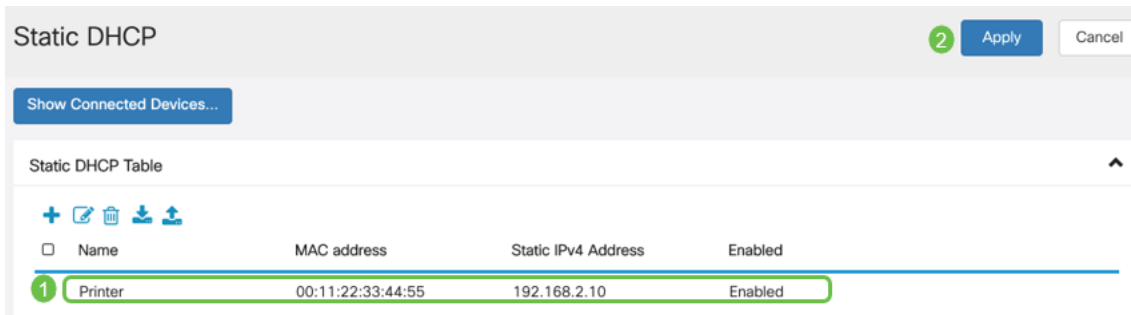 Static DHCP
2 Apply Cancel
Show Connected Devices...
Static DHCP Table
Name MAC address Static IPv4 Address Enabled
1 Printer 00:11:22:33:44:55 192.168.2.10 Enabled